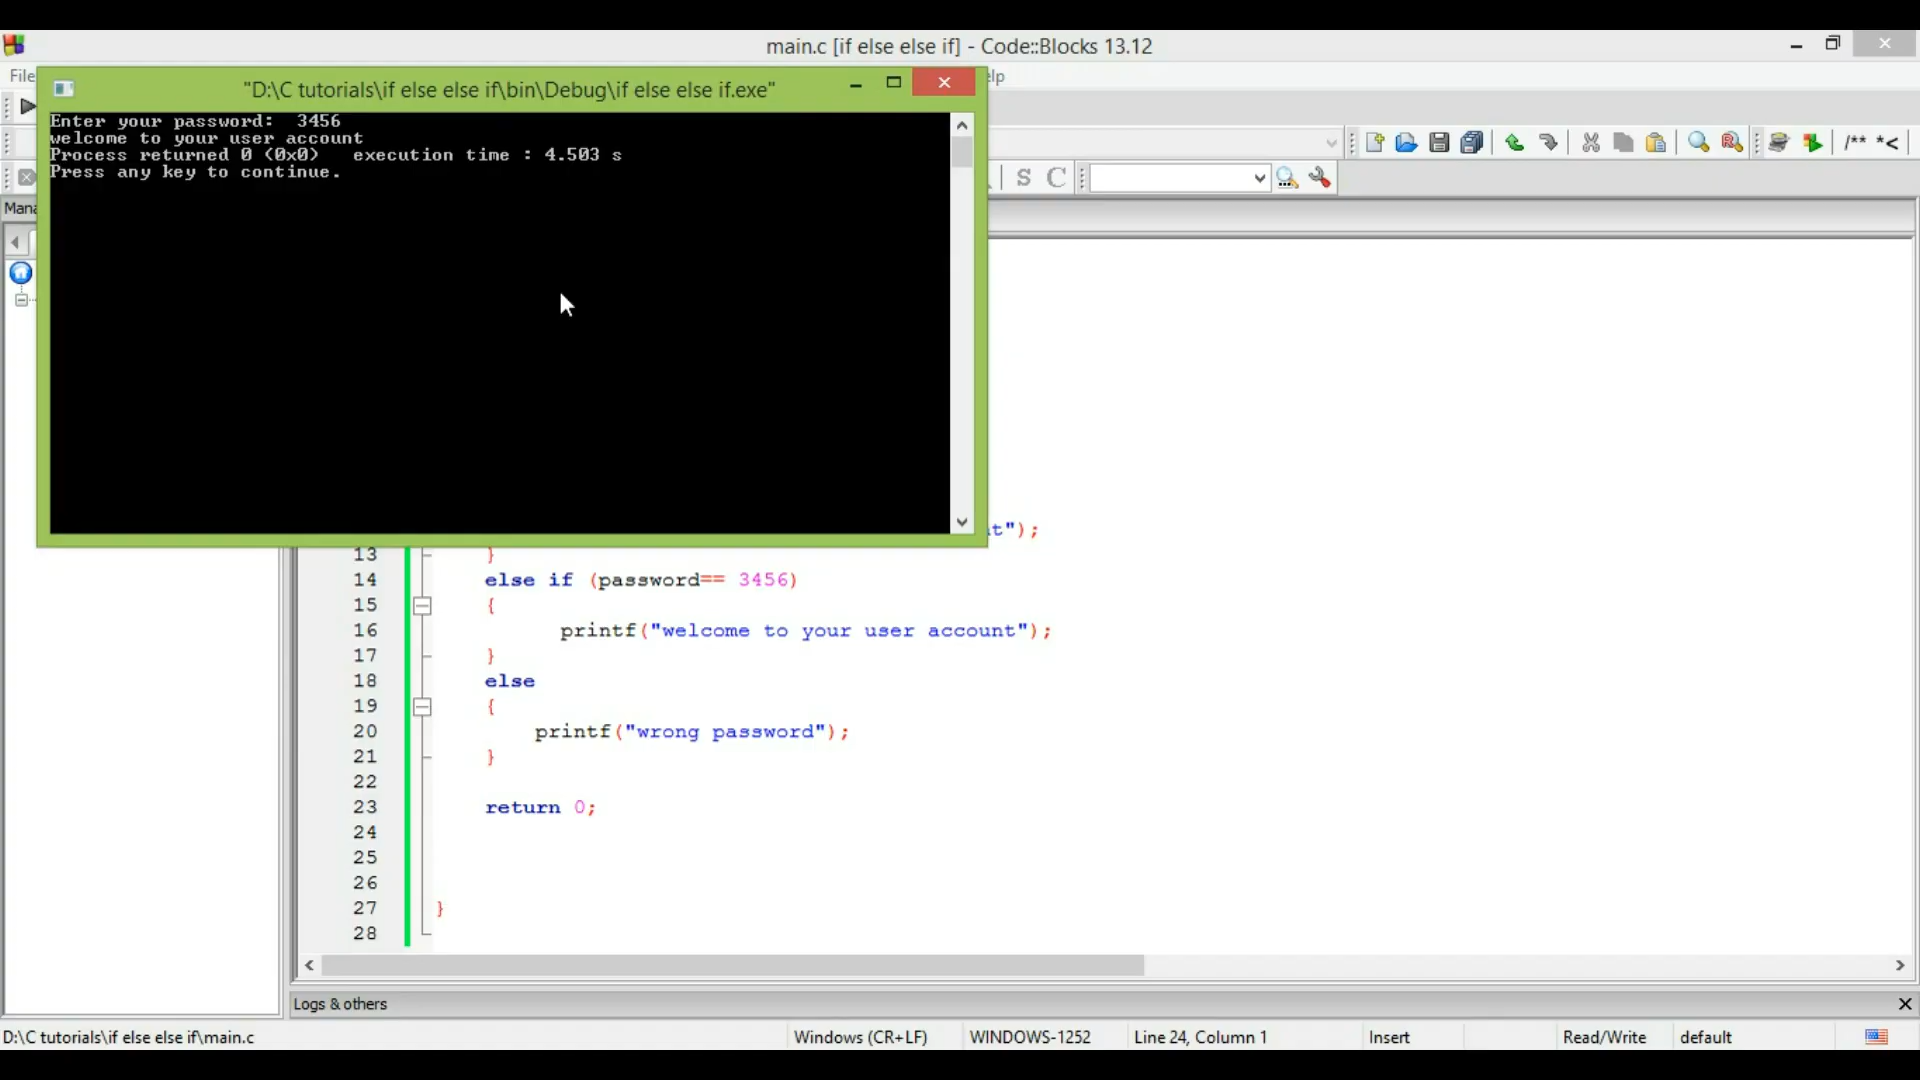 main.c [if else else if] - Code::Blocks 13.12
File
elp
"D:\C tutorials\if else else if\bin\Debug\if else else if.exe"
Enter your password:  3456
welcome to your user account
Process returned 0 (0x0)   execution time : 4.503 s
Press any key to continue.
/** *<
S C
Mana
t");
13 }
14 else if (password== 3456)
15 {
16 printf("welcome to your user account");
17 }
18 else
19 {
20 printf("wrong password");
21 }
22
23 return 0;
24
25
26
27 }
28
Logs & others
D:\C tutorials\if else else if\main.c
Windows (CR+LF)
WINDOWS-1252
Line 24, Column 1
Insert
Read/Write
default